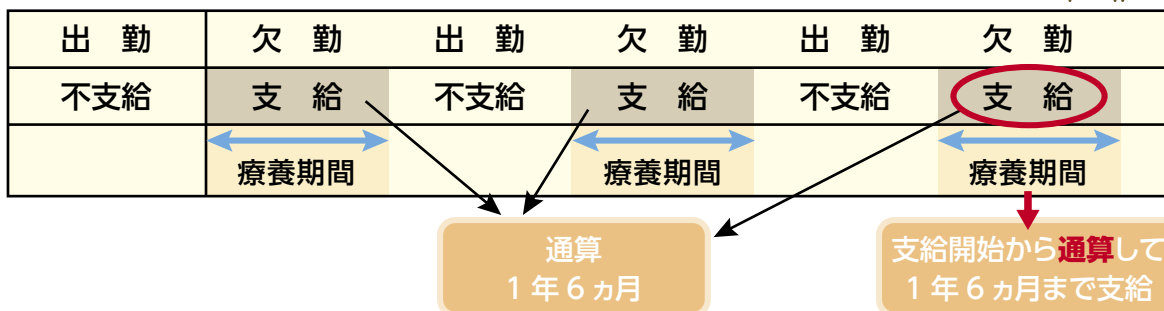 出 勤 欠 勤 出 勤 欠 勤 出 勤 欠 勤
不支給 支 給 不支給 支 給 不支給 支 給
療養期間 療養期間 療養期間
通算
1年6ヵ月
支給開始から通算して
1年6ヵ月まで支給